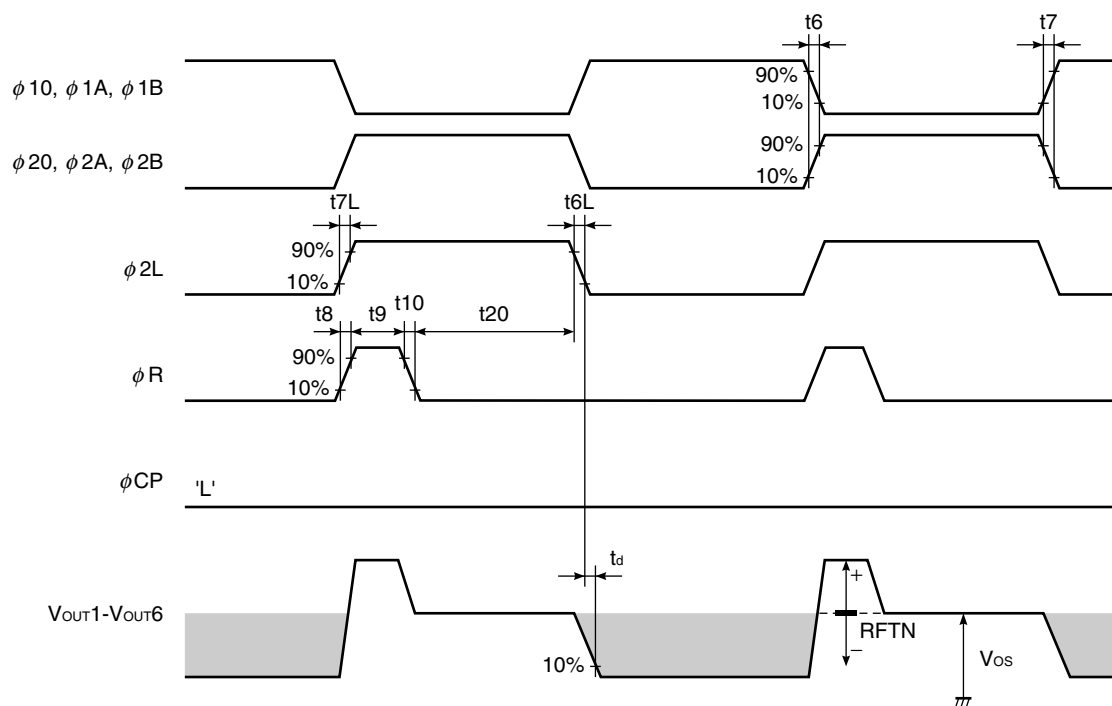 t6
t7
φ10, φ1A, φ1B
90%
10%
φ20, φ2A, φ2B
90%
10%
t7L
t6L
φ2L
90%
10%
t8
t9
t10
t20
φR
90%
10%
φCP
'L'
td
VOUT1-VOUT6
10%
+
RFTN
−
VOS